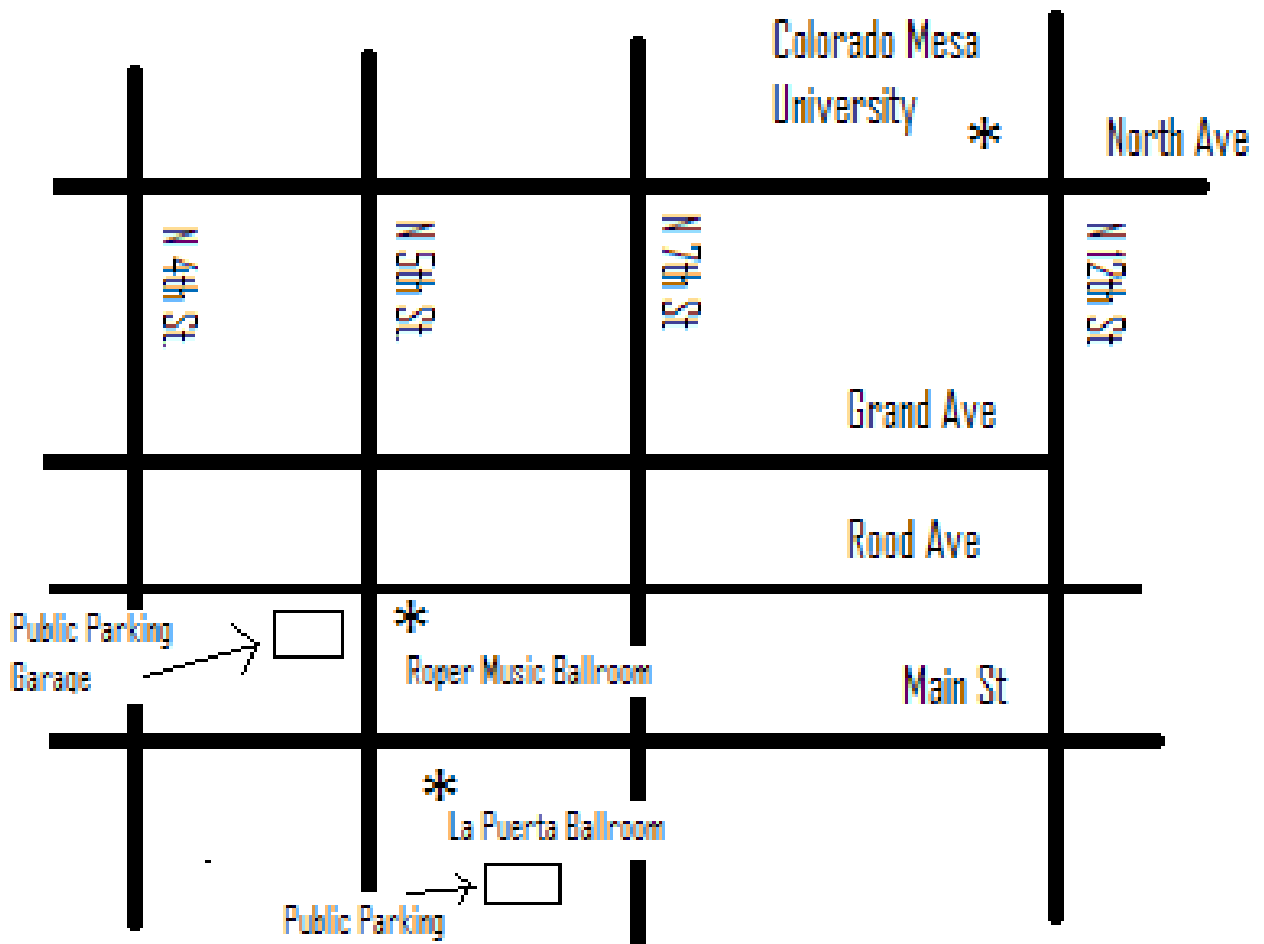 Colorado Mesa
University
*
North Ave
N 4th St.
N 5th St.
N 7th St
N 12th St
Grand Ave
Rood Ave
Public Parking
Garage
*
Roper Music Ballroom
Main St
*
La Puerta Ballroom
Public Parking